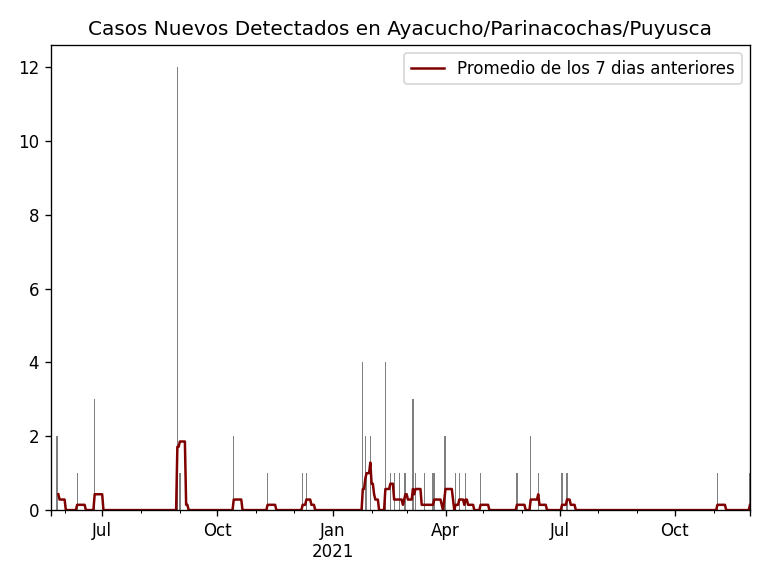 Casos Nuevos Detectados en Ayacucho/Parinacochas/Puyusca
Promedio de los 7 dias anteriores
12
10
8
6
4
2
0
Jul
Oct
Jan
2021
Apr
Jul
Oct